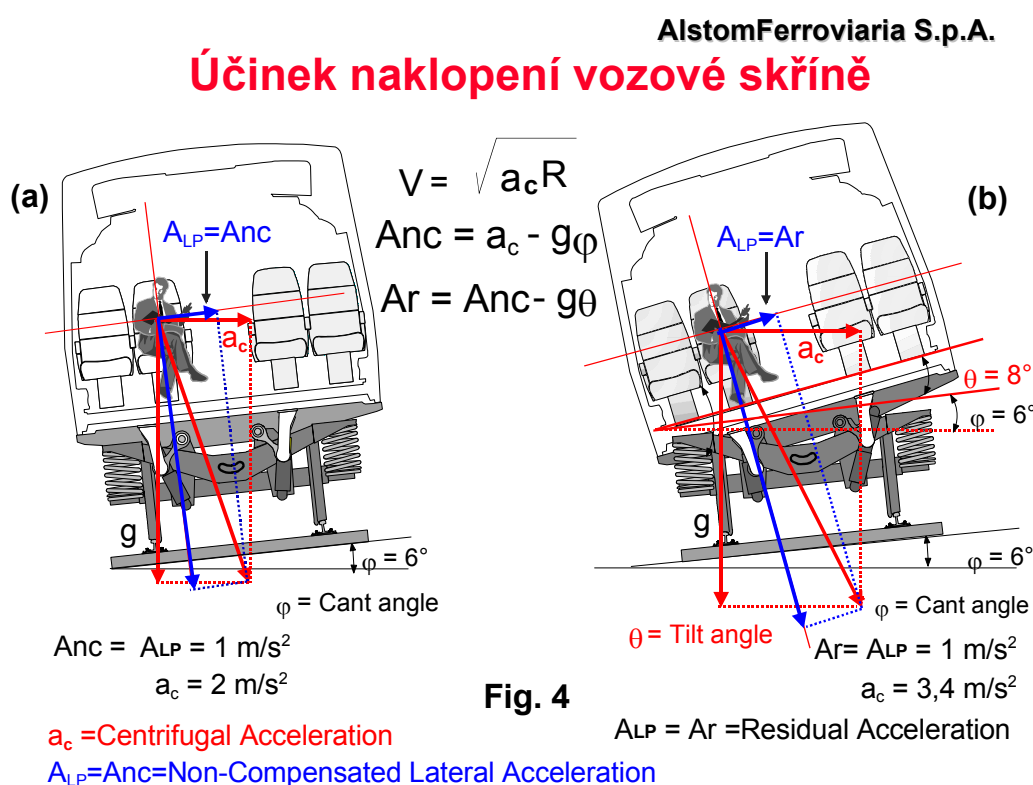 AlstomFerroviaria S.p.A.
Účinek naklopení vozové skříně
(a)
A_LP=Anc
a_c
g
φ = 6°
φ = Cant angle
Anc = A_LP = 1 m/s²
a_c = 2 m/s²
V = √a_cR
Anc = a_c - gφ
Ar = Anc - gθ
(b)
A_LP=Ar
a_c
θ = 8°
φ = 6°
g
φ = 6°
φ = Cant angle
θ = Tilt angle
Ar= A_LP = 1 m/s²
a_c = 3,4 m/s²
A_LP = Ar =Residual Acceleration
Fig. 4
a_c =Centrifugal Acceleration
A_LP=Anc=Non-Compensated Lateral Acceleration